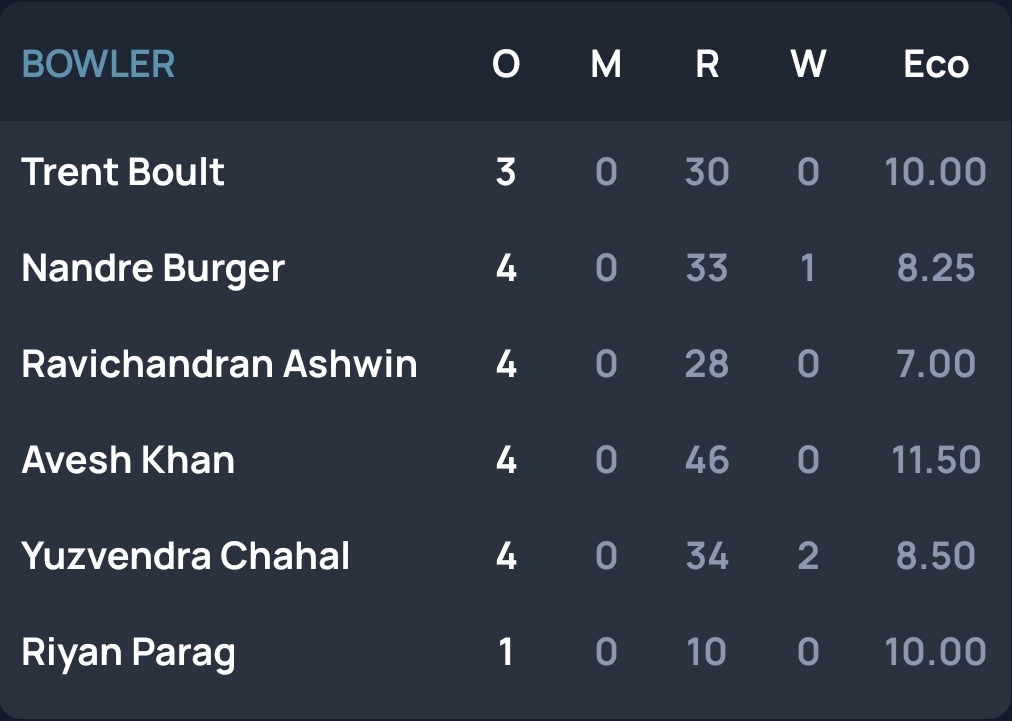 BOWLER O M R W Eco
Trent Boult 3 0 30 0 10.00
Nandre Burger 4 0 33 1 8.25
Ravichandran Ashwin 4 0 28 0 7.00
Avesh Khan 4 0 46 0 11.50
Yuzvendra Chahal 4 0 34 2 8.50
Riyan Parag 1 0 10 0 10.00